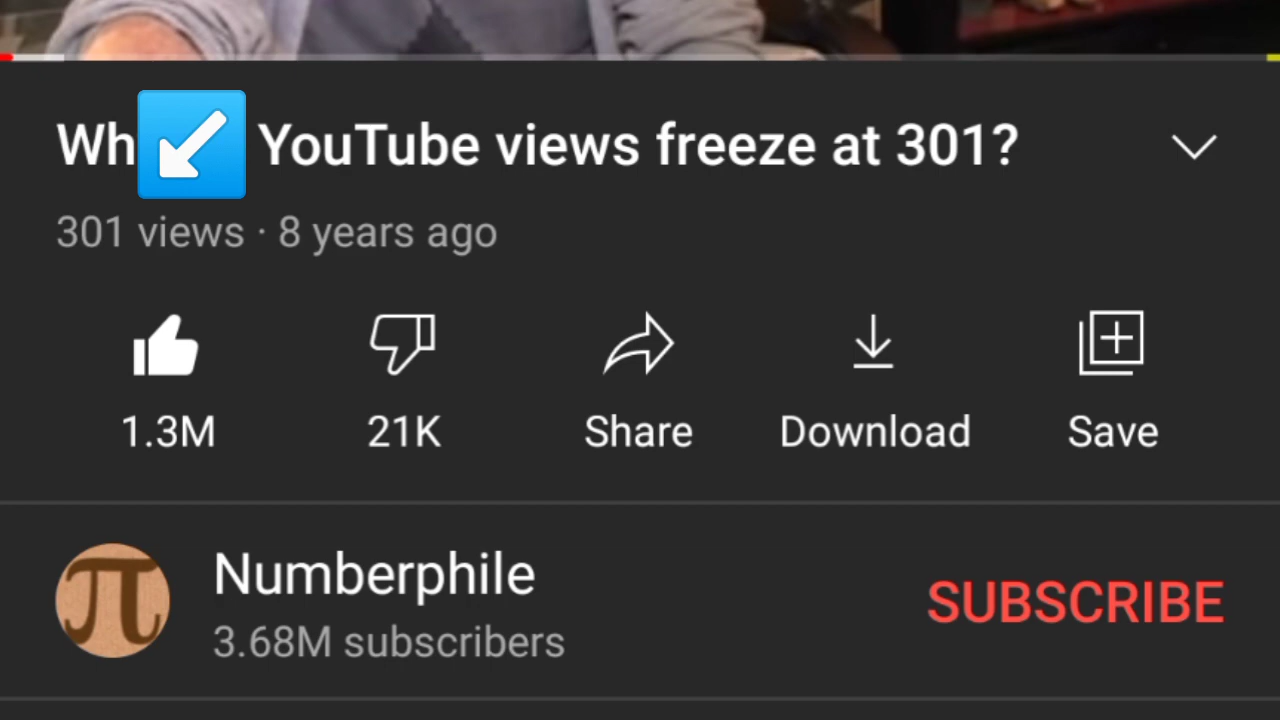 Wh↙️ YouTube views freeze at 301?
301 views · 8 years ago
1.3M 21K Share Download Save
Numberphile
3.68M subscribers
SUBSCRIBE